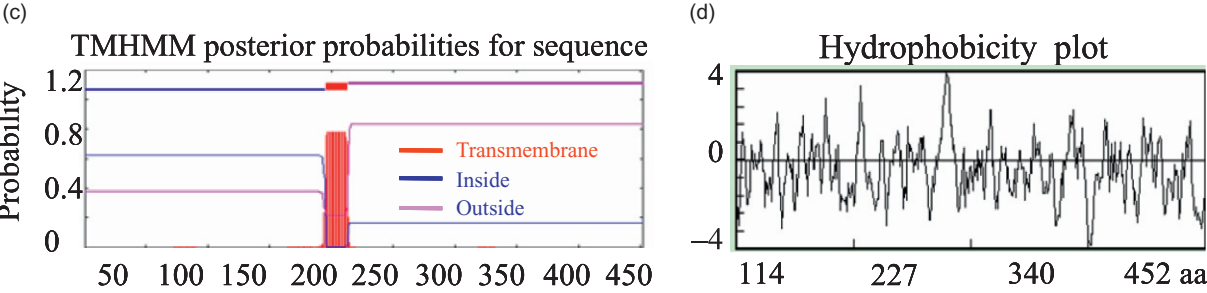 (c)
TMHMM posterior probabilities for sequence
Probability
1.2
0.8
0.4
0
Transmembrane
Inside
Outside
50 100 150 200 250 300 350 400 450
(d)
Hydrophobicity plot
4
0
–4
114 227 340 452 aa